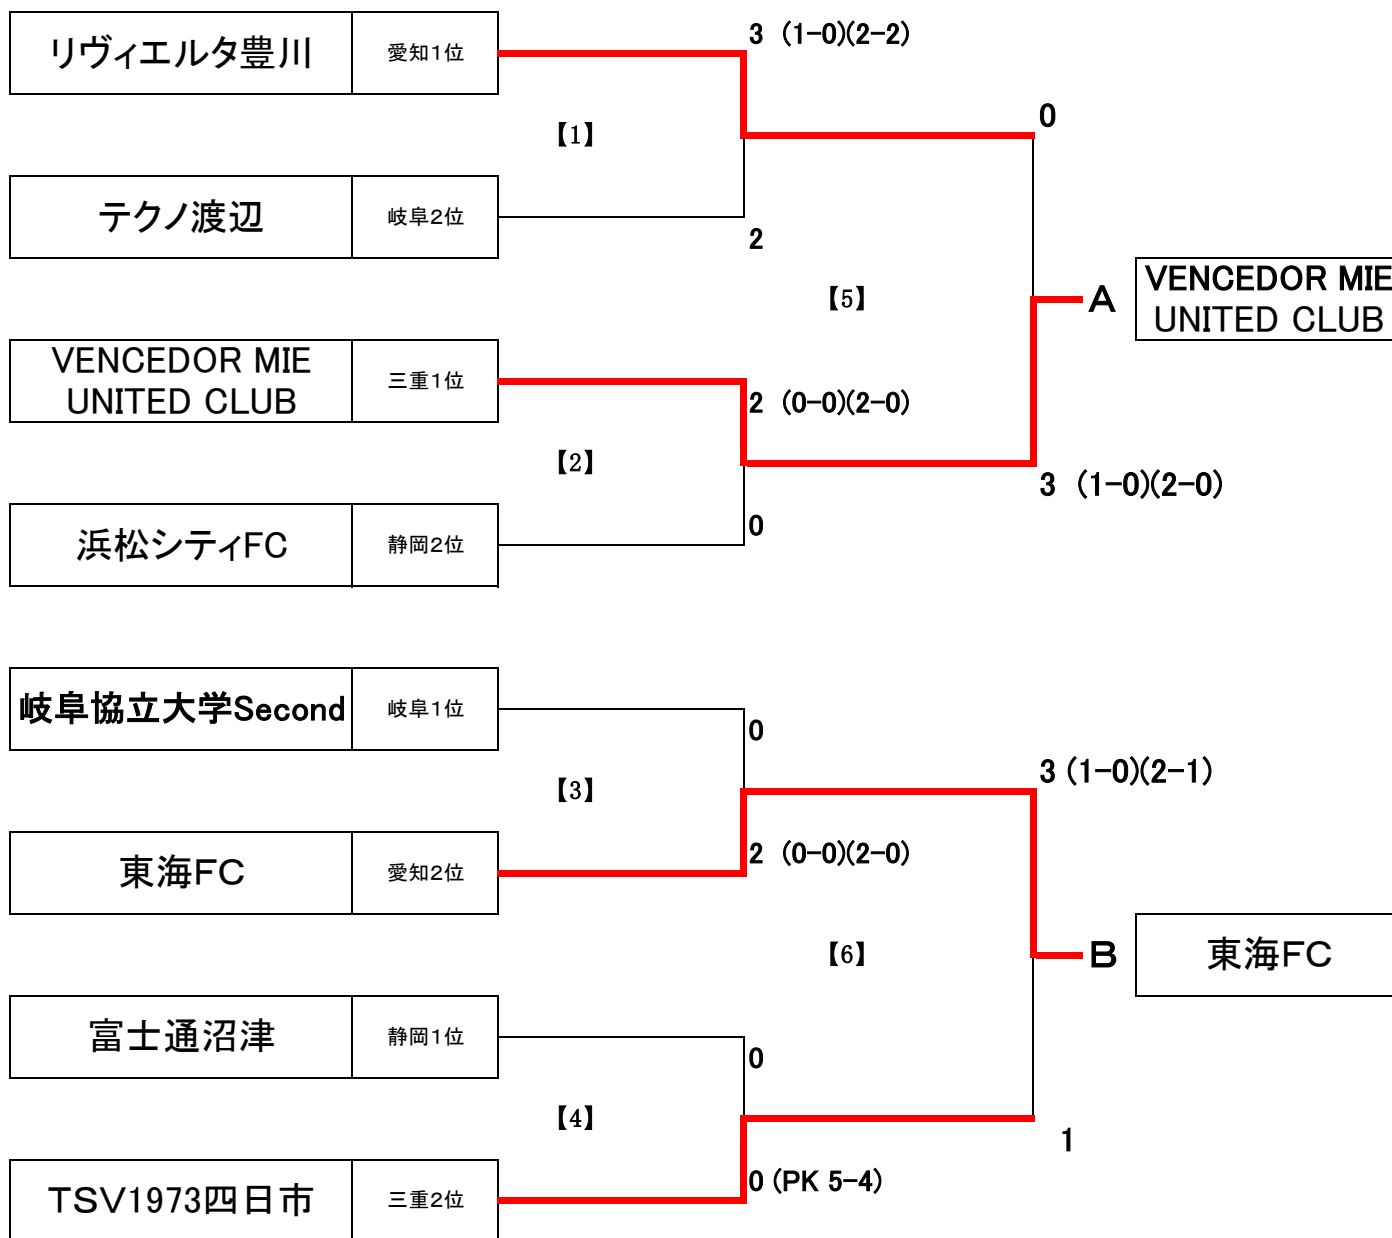 リヴィエルタ豊川 愛知1位
3 (1-0)(2-2)
【1】
0
テクノ渡辺 岐阜2位
2
【5】
A
VENCEDOR MIE
UNITED CLUB
VENCEDOR MIE
UNITED CLUB
三重1位
2 (0-0)(2-0)
【2】
3 (1-0)(2-0)
浜松シティFC 静岡2位
0
岐阜協立大学Second 岐阜1位
0
3 (1-0)(2-1)
【3】
東海FC 愛知2位
2 (0-0)(2-0)
【6】
B
東海FC
富士通沼津 静岡1位
0
【4】
1
TSV1973四日市 三重2位
0 (PK 5-4)